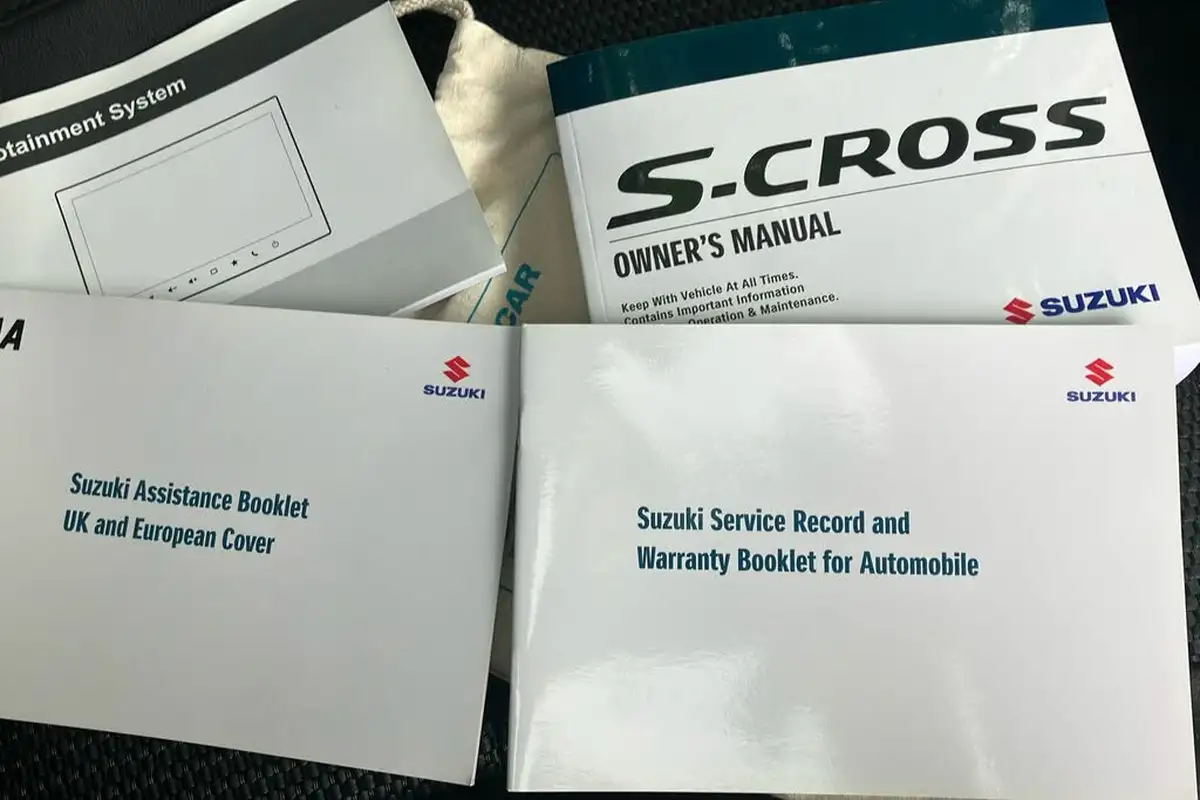 otainment System
S-CROSS
OWNER'S MANUAL
Keep With Vehicle At All Times.
Contains Important Information
Operation & Maintenance.
SUZUKI
CAR
SUZUKI
Suzuki Assistance Booklet
UK and European Cover
SUZUKI
Suzuki Service Record and
Warranty Booklet for Automobile